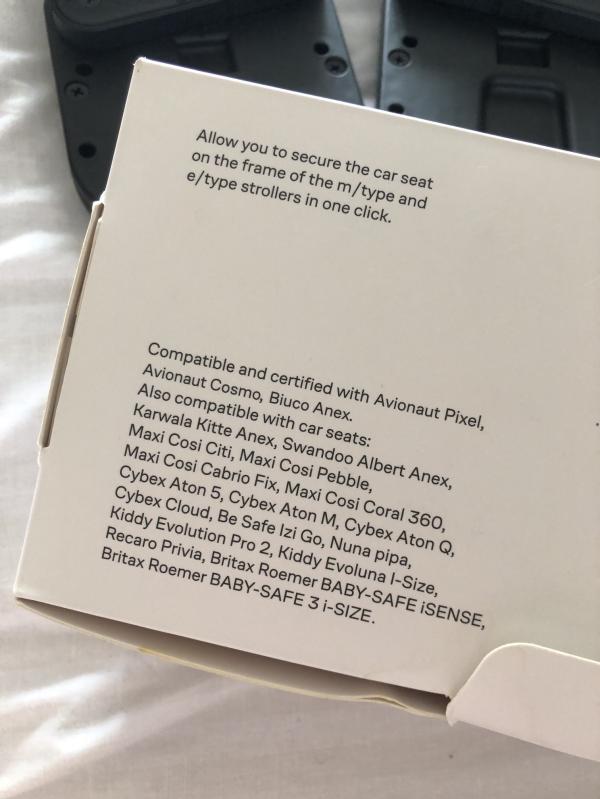 Allow you to secure the car seat
on the frame of the m/type and
e/type strollers in one click.
Compatible and certified with Avionaut Pixel,
Avionaut Cosmo, Biuco Anex.
Also compatible with car seats:
Karwala Kitte Anex, Swandoo Albert Anex,
Maxi Cosi Citi, Maxi Cosi Pebble,
Maxi Cosi Cabrio Fix, Maxi Cosi Coral 360,
Cybex Aton 5, Cybex Aton M, Cybex Aton Q,
Cybex Cloud, Be Safe Izi Go, Nuna pipa,
Kiddy Evolution Pro 2, Kiddy Evoluna I-Size,
Recaro Privia, Britax Roemer BABY-SAFE iSENSE,
Britax Roemer BABY-SAFE 3 i-SIZE.